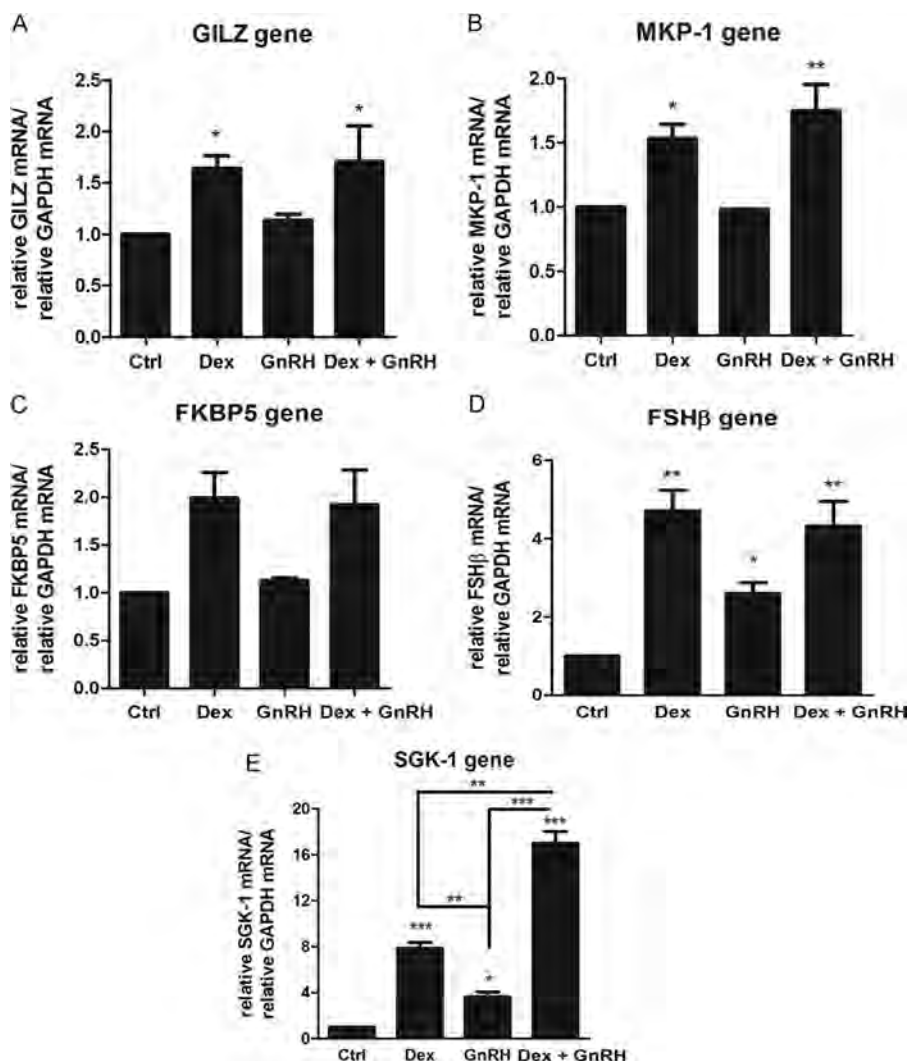 A
GILZ gene
relative GILZ mRNA/
relative GAPDH mRNA
2.5
2.0
1.5
1.0
0.5
0.0
*
*
Ctrl Dex GnRH Dex + GnRH
B
MKP-1 gene
relative MKP-1 mRNA/
relative GAPDH mRNA
2.0
1.5
1.0
0.5
0.0
*
**
Ctrl Dex GnRH Dex + GnRH
C
FKBP5 gene
relative FKBP5 mRNA/
relative GAPDH mRNA
2.5
2.0
1.5
1.0
0.5
0.0
Ctrl Dex GnRH Dex + GnRH
D
FSHβ gene
relative FSHβ mRNA/
relative GAPDH mRNA
6
4
2
0
**
*
**
Ctrl Dex GnRH Dex + GnRH
E
SGK-1 gene
relative SGK-1 mRNA/
relative GAPDH mRNA
20
16
12
8
4
0
**
***
***
**
***
*
Ctrl Dex GnRH Dex + GnRH